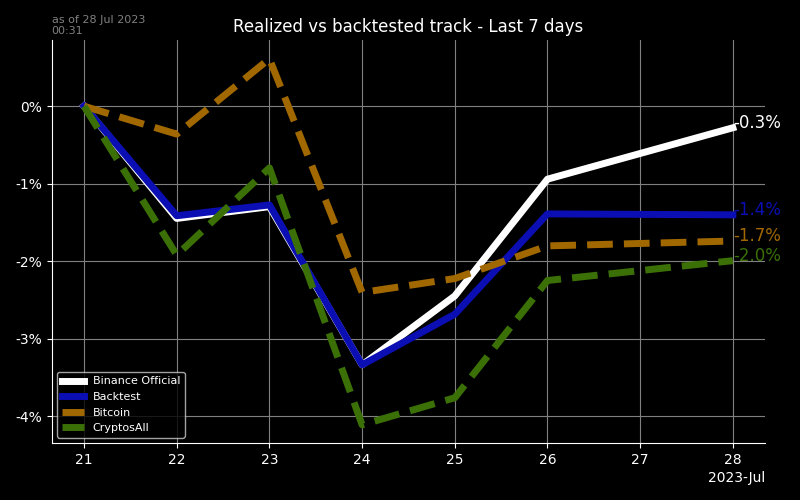 as of 28 Jul 2023
00:31
Realized vs backtested track - Last 7 days
0%
-1%
-2%
-3%
-4%
-0.3%
-1.4%
-1.7%
-2.0%
Binance Official
Backtest
Bitcoin
CryptosAll
21 22 23 24 25 26 27 28
2023-Jul